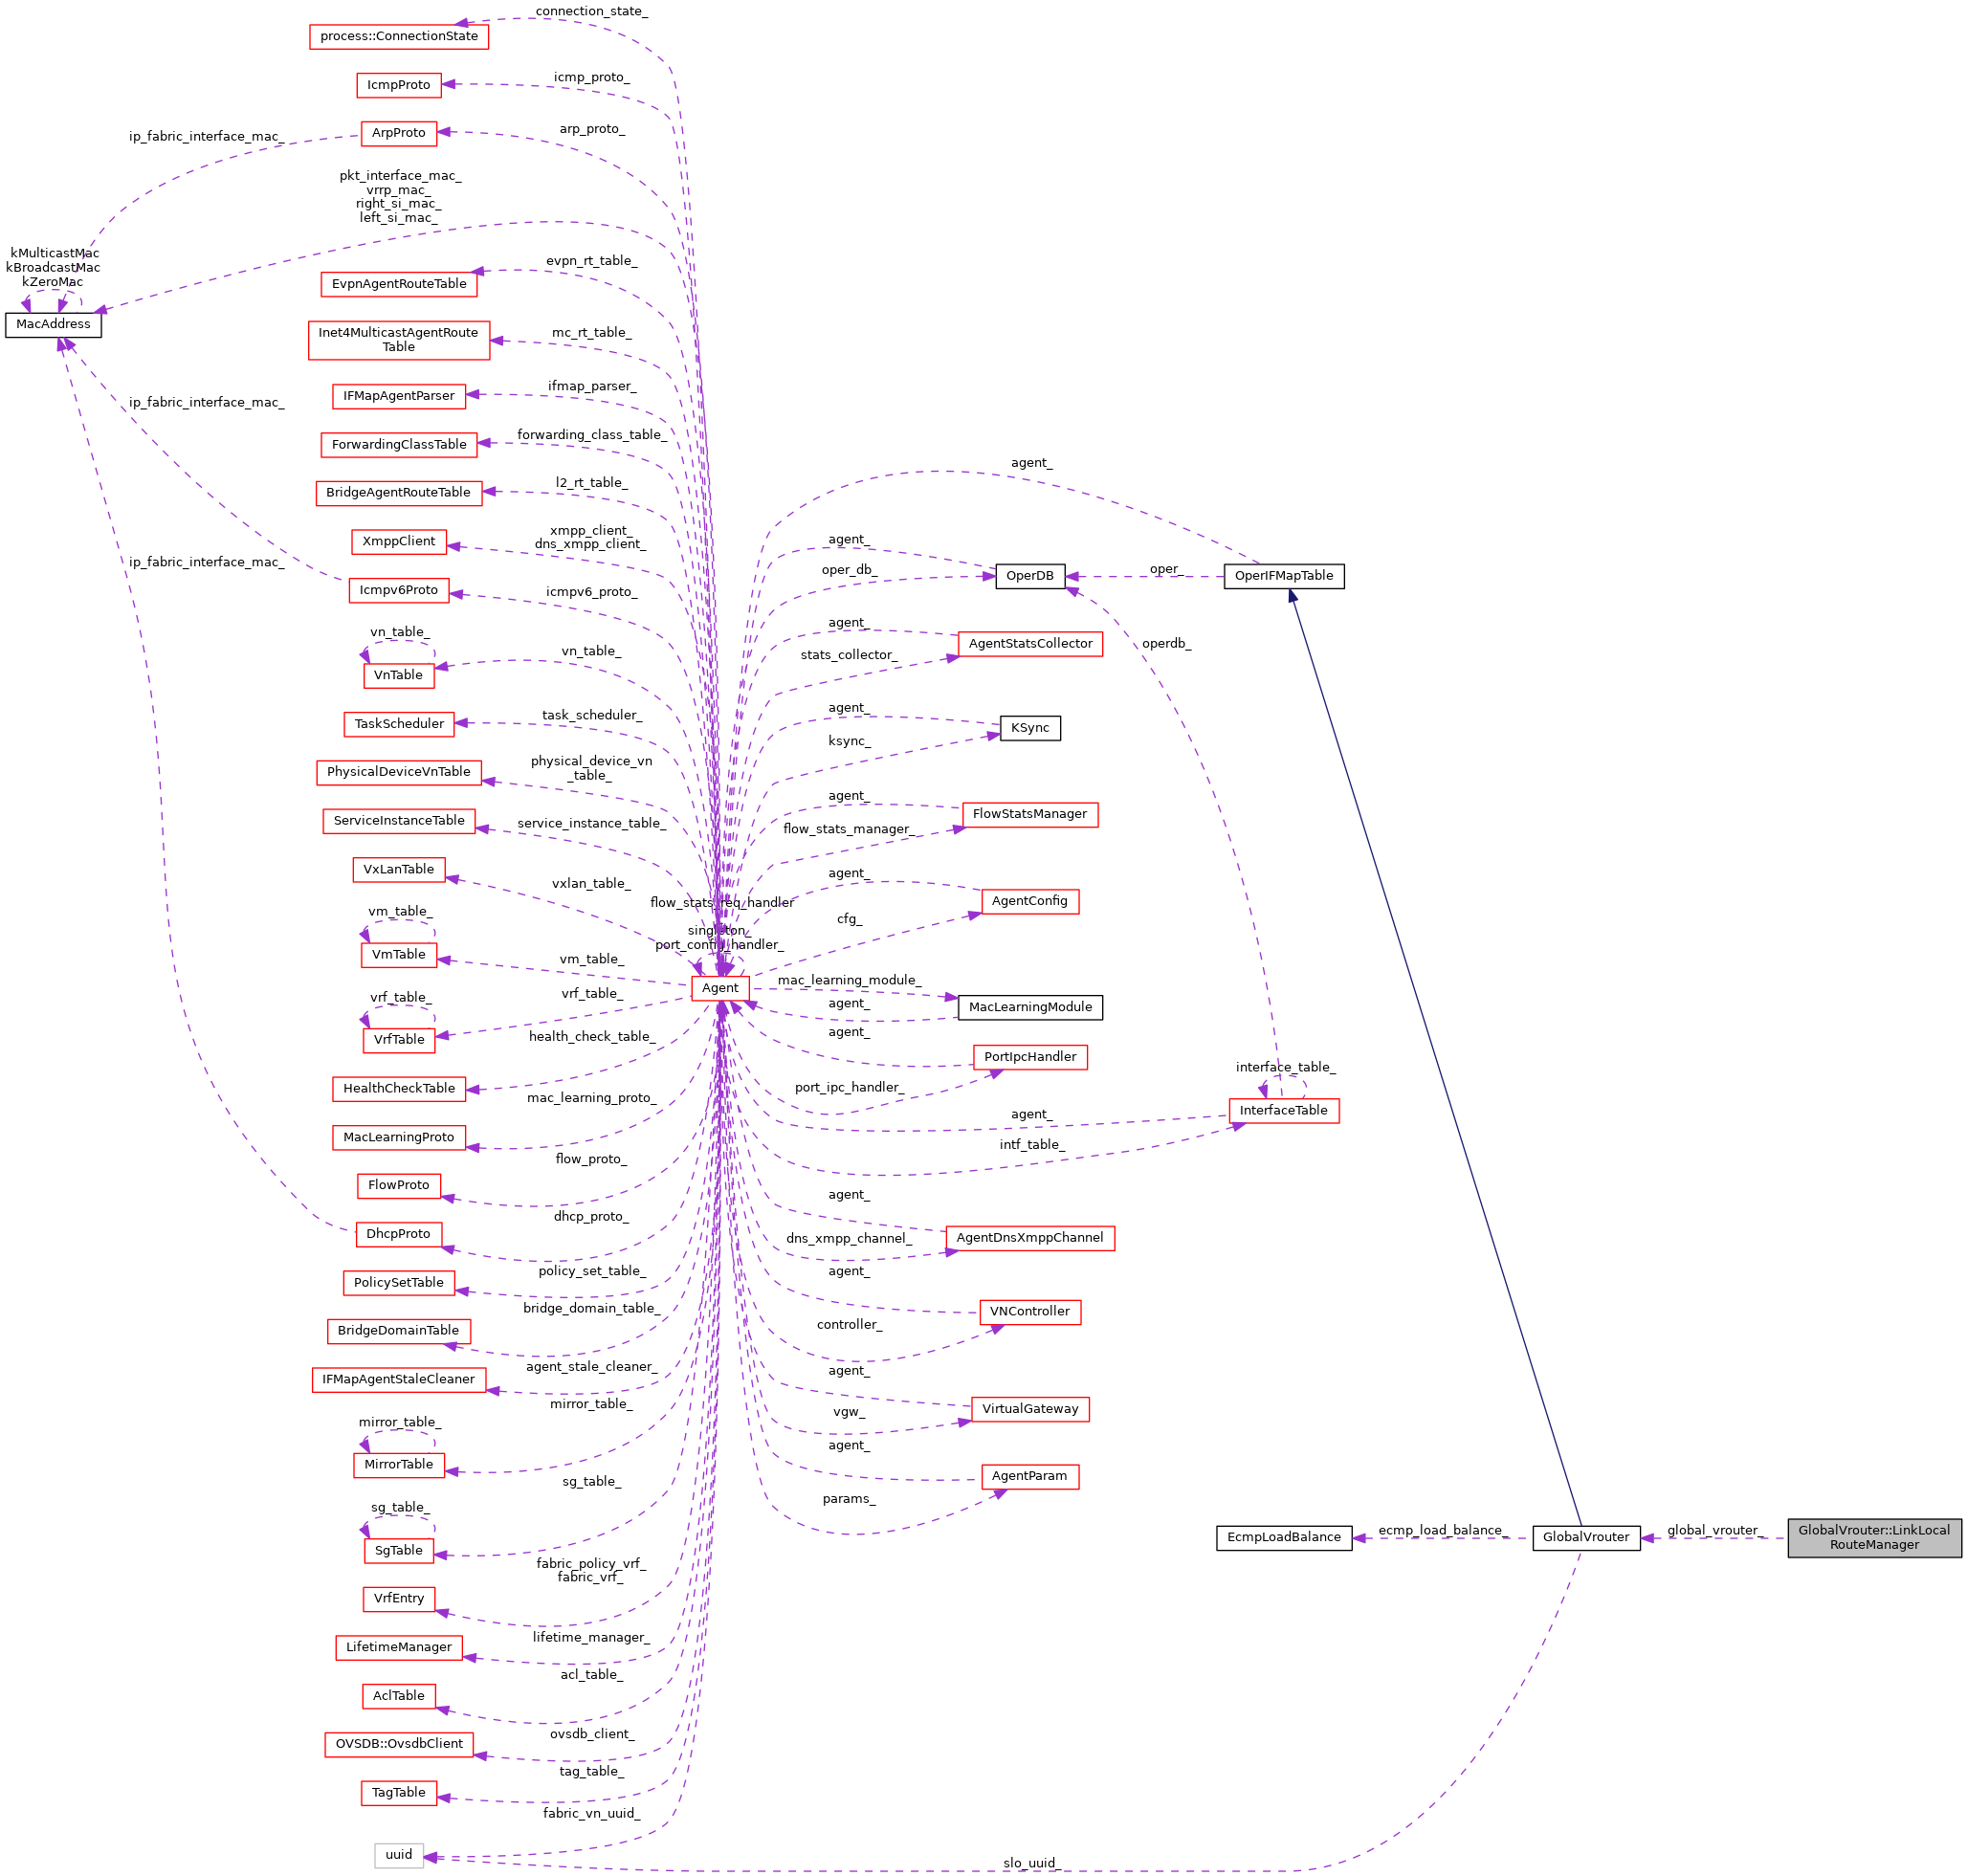 connection_state_
process::ConnectionState
icmp_proto_
IcmpProto
arp_proto_
ArpProto
ip_fabric_interface_mac_
pkt_interface_mac_
vrrp_mac_
right_si_mac_
left_si_mac_
kMulticastMac
kBroadcastMac
kZeroMac
MacAddress
evpn_rt_table_
EvpnAgentRouteTable
mc_rt_table_
Inet4MulticastAgentRoute
Table
ifmap_parser_
IFMapAgentParser
ip_fabric_interface_mac_
forwarding_class_table_
ForwardingClassTable
l2_rt_table_
BridgeAgentRouteTable
xmpp_client_
dns_xmpp_client_
XmppClient
ip_fabric_interface_mac_
icmpv6_proto_
Icmpv6Proto
vn_table_
vn_table_
VnTable
task_scheduler_
TaskScheduler
physical_device_vn
_table_
PhysicalDeviceVnTable
service_instance_table_
ServiceInstanceTable
vxlan_table_
VxLanTable
vm_table_
vm_table_
VmTable
vrf_table_
vrf_table_
VrfTable
health_check_table_
HealthCheckTable
mac_learning_proto_
MacLearningProto
flow_proto_
FlowProto
dhcp_proto_
DhcpProto
policy_set_table_
PolicySetTable
bridge_domain_table_
BridgeDomainTable
agent_stale_cleaner_
IFMapAgentStaleCleaner
mirror_table_
mirror_table_
MirrorTable
sg_table_
sg_table_
SgTable
fabric_policy_vrf_
fabric_vrf_
VrfEntry
lifetime_manager_
LifetimeManager
acl_table_
AclTable
ovsdb_client_
OVSDB::OvsdbClient
tag_table_
TagTable
fabric_vn_uuid_
uuid
flow_stats_req_handler
singleton_
port_config_handler_
Agent
agent_
agent_
oper_db_
OperDB
oper_
OperIFMapTable
operdb_
agent_
stats_collector_
AgentStatsCollector
agent_
ksync_
KSync
agent_
flow_stats_manager_
FlowStatsManager
agent_
cfg_
AgentConfig
mac_learning_module_
agent_
MacLearningModule
agent_
port_ipc_handler_
PortIpcHandler
interface_table_
InterfaceTable
agent_
intf_table_
agent_
dns_xmpp_channel_
AgentDnsXmppChannel
agent_
controller_
VNController
agent_
vgw_
VirtualGateway
agent_
params_
AgentParam
EcmpLoadBalance
ecmp_load_balance_
GlobalVrouter
global_vrouter_
GlobalVrouter::LinkLocal
RouteManager
slo_uuid_